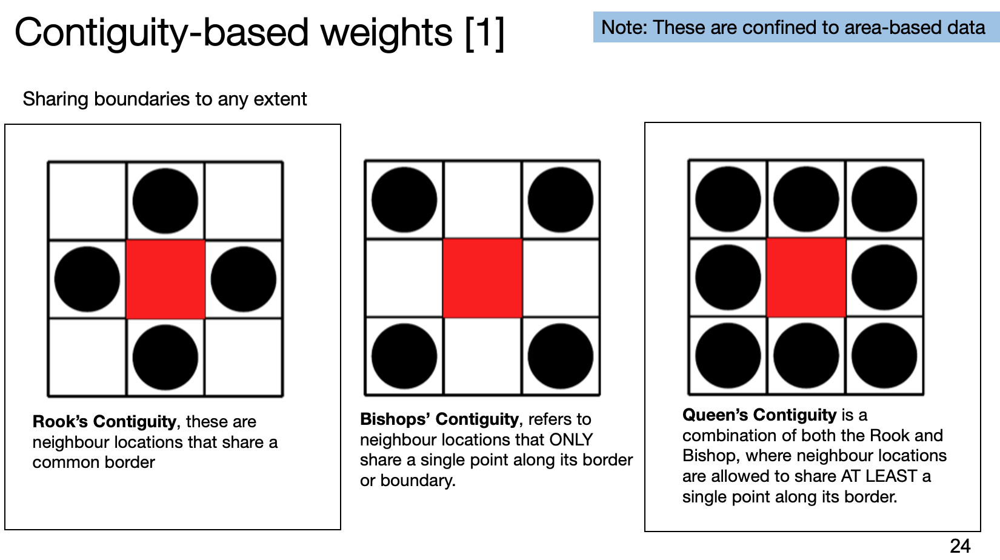 Contiguity-based weights [1]
Note: These are confined to area-based data
Sharing boundaries to any extent
Rook’s Contiguity, these are
neighbour locations that share a
common border
Bishops’ Contiguity, refers to
neighbour locations that ONLY
share a single point along its border
or boundary.
Queen’s Contiguity is a
combination of both the Rook and
Bishop, where neighbour locations
are allowed to share AT LEAST a
single point along its border.
24